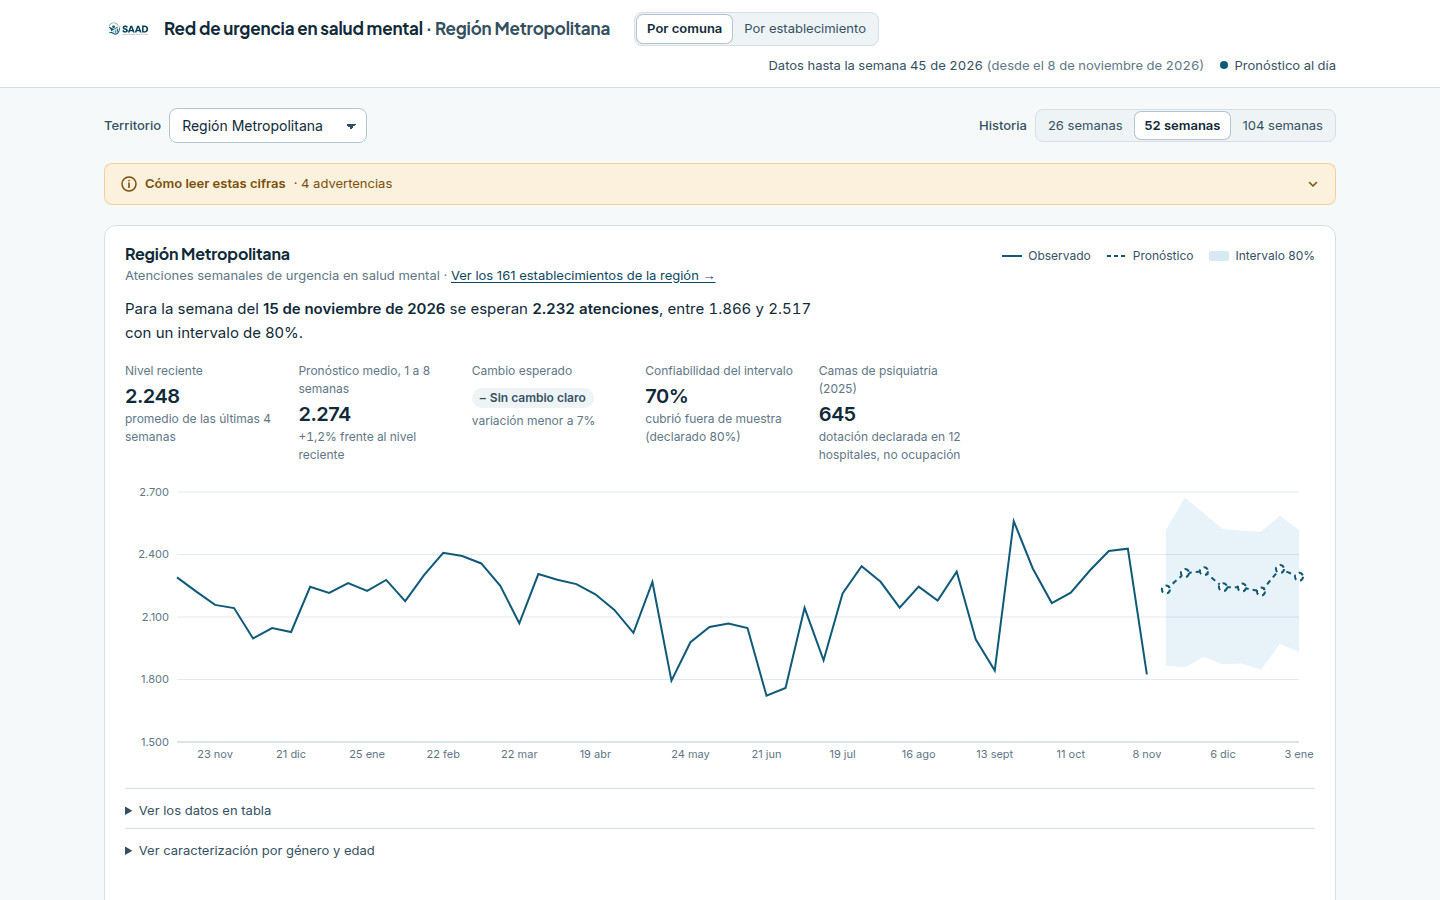 SAAD
Red de urgencia en salud mental · Región Metropolitana
Por comuna
Por establecimiento
Datos hasta la semana 45 de 2026 (desde el 8 de noviembre de 2026)
Pronóstico al día
Territorio
Región Metropolitana
Historia
26 semanas
52 semanas
104 semanas
Cómo leer estas cifras · 4 advertencias
Región Metropolitana
Atenciones semanales de urgencia en salud mental · Ver los 161 establecimientos de la región →
Observado
Pronóstico
Intervalo 80%
Para la semana del 15 de noviembre de 2026 se esperan 2.232 atenciones, entre 1.866 y 2.517
con un intervalo de 80%.
Nivel reciente
2.248
promedio de las últimas 4
semanas
Pronóstico medio, 1 a 8
semanas
2.274
+1,2% frente al nivel
reciente
Cambio esperado
– Sin cambio claro
variación menor a 7%
Confiabilidad del intervalo
70%
cubrió fuera de muestra
(declarado 80%)
Camas de psiquiatría
(2025)
645
dotación declarada en 12
hospitales, no ocupación
2.700
2.400
2.100
1.800
1.500
23 nov
21 dic
25 ene
22 feb
22 mar
19 abr
24 may
21 jun
19 jul
16 ago
13 sept
11 oct
8 nov
6 dic
3 ene
Ver los datos en tabla
Ver caracterización por género y edad